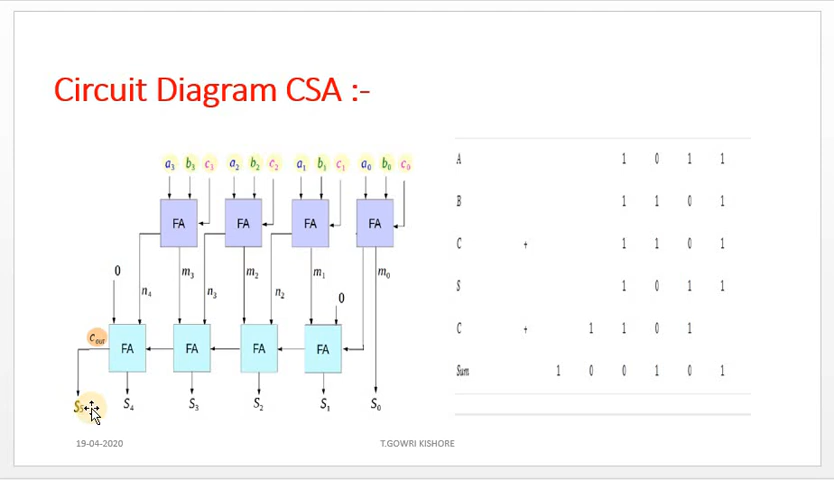 Circuit Diagram CSA :-
a3 b3 c3 a2 b2 c2 a1 b1 c1 a0 b0 c0
FA FA FA FA
0 m3 m2 m1 m0
n4 n3 n2 0
Cout
FA FA FA FA
S5 S4 S3 S2 S1 S0
A 1 0 1 1
B 1 1 0 1
C + 1 1 0 1
S 1 0 1 1
C + 1 1 0 1
Sum 1 0 0 1 0 1
19-04-2020 T.GOWRI KISHORE